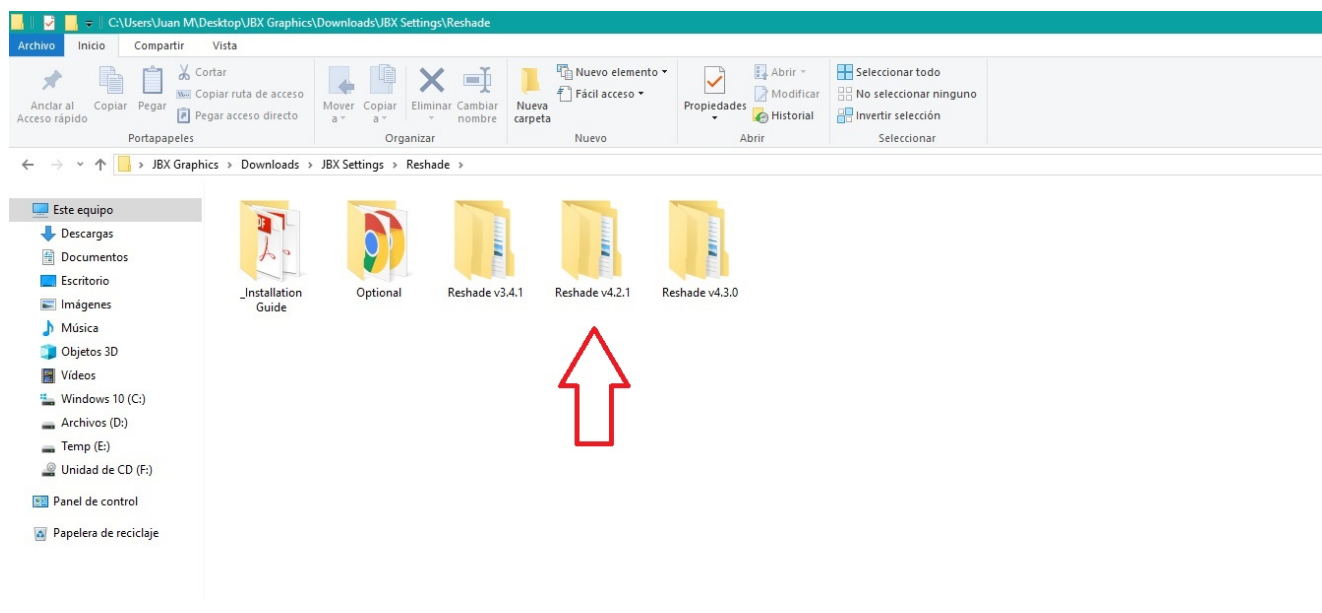 C:\Users\Juan M\Desktop\JBX Graphics\Downloads\JBX Settings\Reshade
Archivo Inicio Compartir Vista
Anclar al
Acceso rápido
Copiar
Pegar
Cortar
Copiar ruta de acceso
Pegar acceso directo
Portapapeles
Mover
a
Copiar
a
Eliminar
Cambiar
nombre
Organizar
Nueva
carpeta
Nuevo elemento
Fácil acceso
Nuevo
Propiedades
Abrir
Modificar
Historial
Abrir
Seleccionar todo
No seleccionar ninguno
Invertir selección
Seleccionar
JBX Graphics > Downloads > JBX Settings > Reshade >
Este equipo
Descargas
Documentos
Escritorio
Imágenes
Música
Objetos 3D
Vídeos
Windows 10 (C:)
Archivos (D:)
Temp (E:)
Unidad de CD (F:)
Panel de control
Papelera de reciclaje
_Installation
Guide
Optional
Reshade v3.4.1
Reshade v4.2.1
Reshade v4.3.0